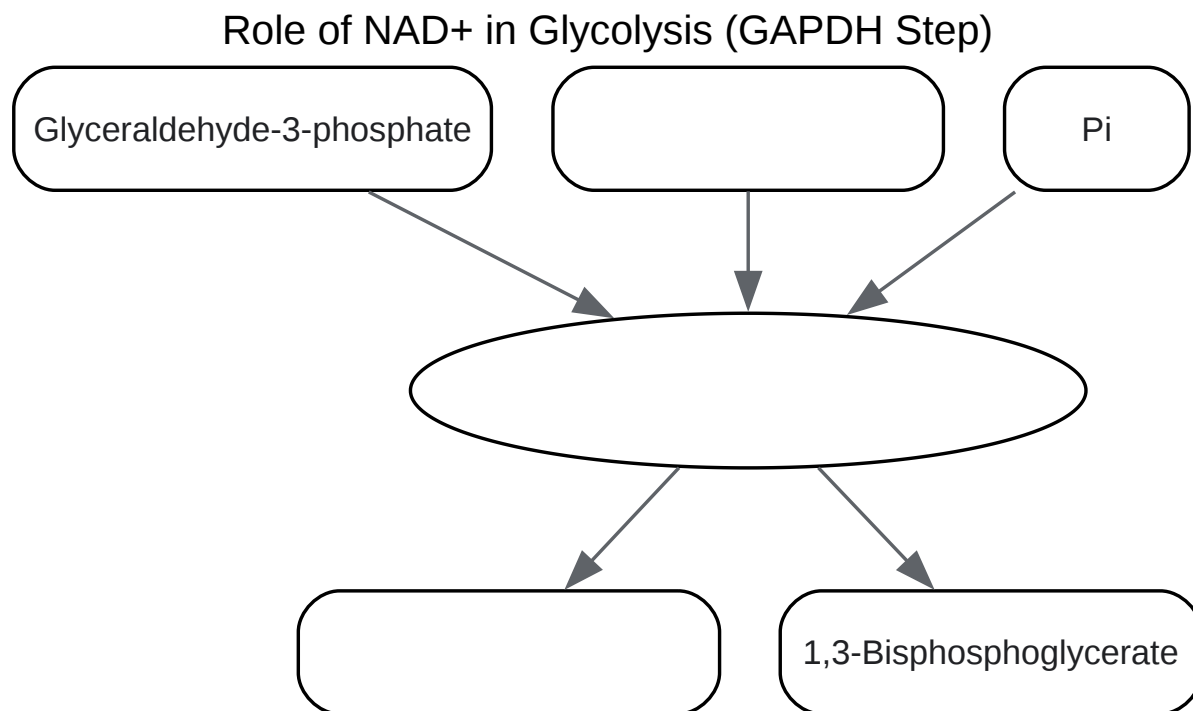 Role of NAD+ in Glycolysis (GAPDH Step)
Glyceraldehyde-3-phosphate
Pi
1,3-Bisphosphoglycerate